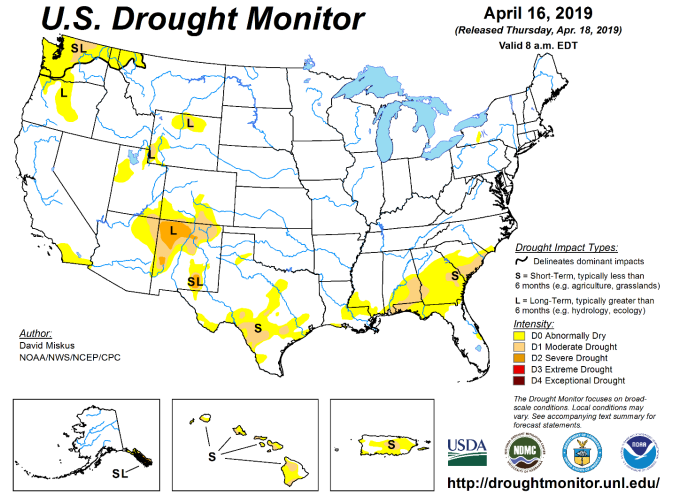 U.S. Drought Monitor
April 16, 2019
(Released Thursday, Apr. 18, 2019)
Valid 8 a.m. EDT
SL
L
L
L
SL
S
S
Drought Impact Types:
Delineates dominant impacts
S = Short-Term, typically less than
6 months (e.g. agriculture, grasslands)
L = Long-Term, typically greater than
6 months (e.g. hydrology, ecology)
Intensity:
D0 Abnormally Dry
D1 Moderate Drought
D2 Severe Drought
D3 Extreme Drought
D4 Exceptional Drought
Author:
David Miskus
NOAA/NWS/NCEP/CPC
The Drought Monitor focuses on broad-
scale conditions. Local conditions may
vary. See accompanying text summary for
forecast statements.
SL
S
S
USDA
NDMC
NOAA
http://droughtmonitor.unl.edu/